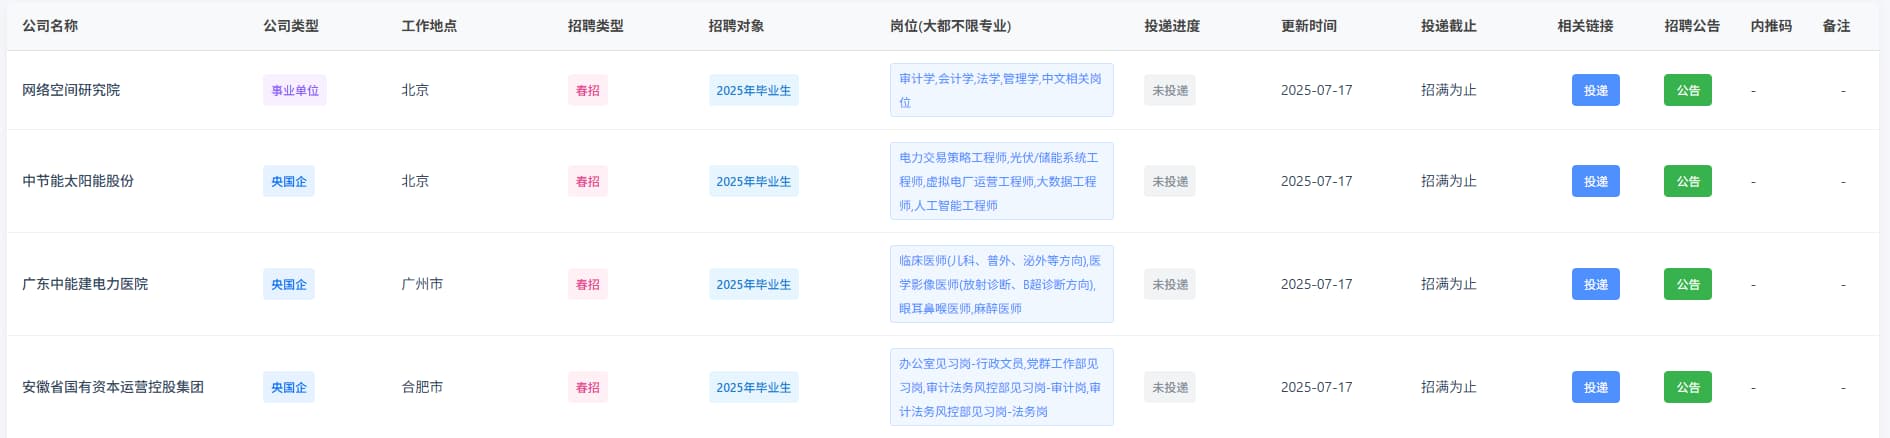 公司名称 公司类型 工作地点 招聘类型 招聘对象 岗位(大都不限专业) 投递进度 更新时间 投递截止 相关链接 招聘公告 内推码 备注
网络空间研究院 事业单位 北京 春招 2025年毕业生 审计学,会计学,法学,管理学,中文相关岗
位 未投递 2025-07-17 招满为止 投递 公告 - -
中节能太阳能股份 央国企 北京 春招 2025年毕业生 电力交易策略工程师,光伏/储能系统工
程师,虚拟电厂运营工程师,大数据工程
师,人工智能工程师 未投递 2025-07-17 招满为止 投递 公告 - -
广东中能建电力医院 央国企 广州市 春招 2025年毕业生 临床医师(儿科、普外、泌外等方向),医
学影像医师(放射诊断、B超诊断方向),
眼耳鼻喉医师,麻醉医师 未投递 2025-07-17 招满为止 投递 公告 - -
安徽省国有资本运营控股集团 央国企 合肥市 春招 2025年毕业生 办公室见习岗-行政文员,党群工作部见
习岗,审计法务风控部见习岗-审计岗,审
计法务风控部见习岗-法务岗 未投递 2025-07-17 招满为止 投递 公告 - -